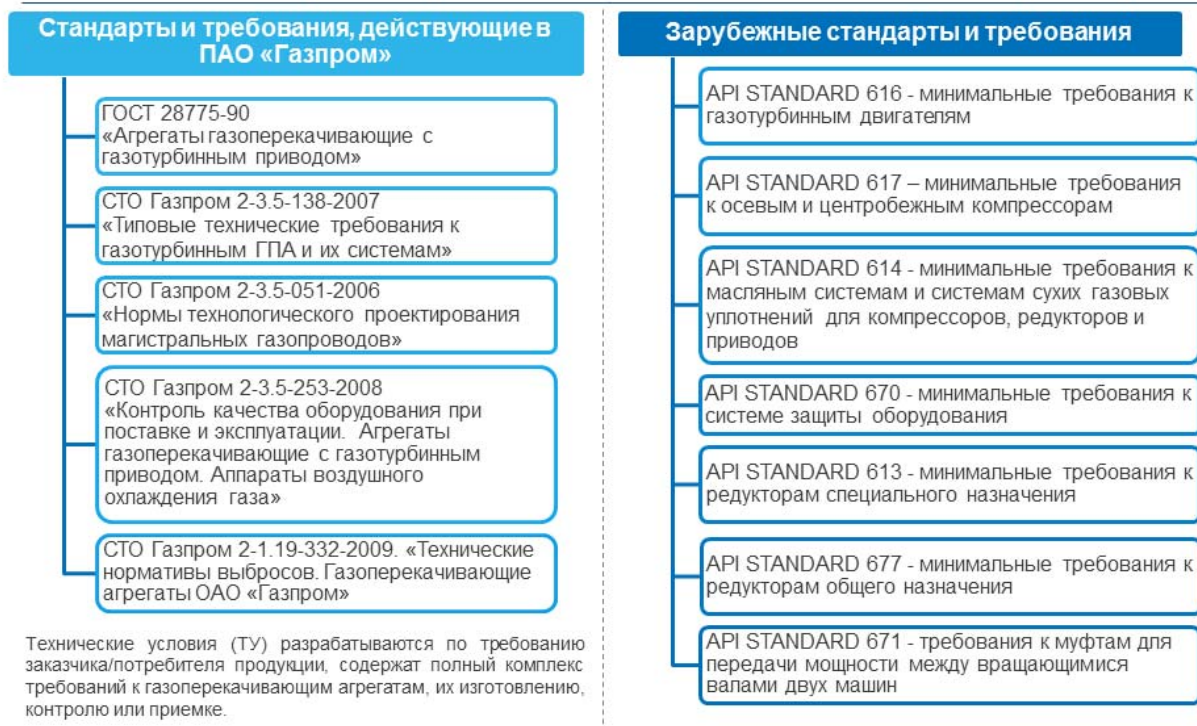 Стандарты и требования, действующие в
ПАО «Газпром»
ГОСТ 28775-90
«Агрегаты газоперекачивающие с
газотурбинным приводом»
СТО Газпром 2-3.5-138-2007
«Типовые технические требования к
газотурбинным ГПА и их системам»
СТО Газпром 2-3.5-051-2006
«Нормы технологического проектирования
магистральных газопроводов»
СТО Газпром 2-3.5-253-2008
«Контроль качества оборудования при
поставке и эксплуатации. Агрегаты
газоперекачивающие с газотурбинным
приводом. Аппараты воздушного
охлаждения газа»
СТО Газпром 2-1.19-332-2009. «Технические
нормативы выбросов. Газоперекачивающие
агрегаты ОАО «Газпром»
Технические условия (ТУ) разрабатываются по требованию
заказчика/потребителя продукции, содержат полный комплекс
требований к газоперекачивающим агрегатам, их изготовлению,
контролю или приемке.
Зарубежные стандарты и требования
API STANDARD 616 - минимальные требования к
газотурбинным двигателям
API STANDARD 617 – минимальные требования
к осевым и центробежным компрессорам
API STANDARD 614 - минимальные требования к
масляным системам и системам сухих газовых
уплотнений для компрессоров, редукторов и
приводов
API STANDARD 670 - минимальные требования к
системе защиты оборудования
API STANDARD 613 - минимальные требования к
редукторам специального назначения
API STANDARD 677 - минимальные требования к
редукторам общего назначения
API STANDARD 671 - требования к муфтам для
передачи мощности между вращающимися
валами двух машин